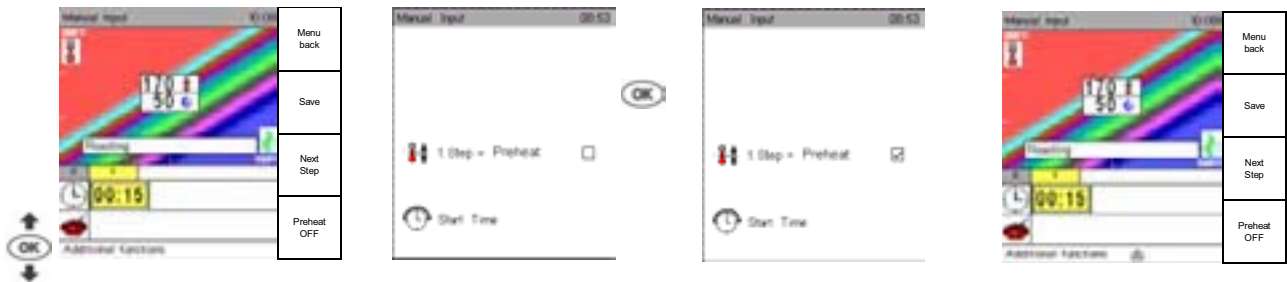 Manual Input 10:09
Menu
back
170
50
Save
Roasting
Next
Step
00:15
Preheat
OFF
OK
Additional functions
Manual Input 08:53
1.Step = Preheat
Start Time
OK
Manual Input 08:53
1.Step = Preheat
Start Time
Manual Input
Menu
back
170
50
Save
Roasting
Next
Step
00:15
Preheat
OFF
Additional functions